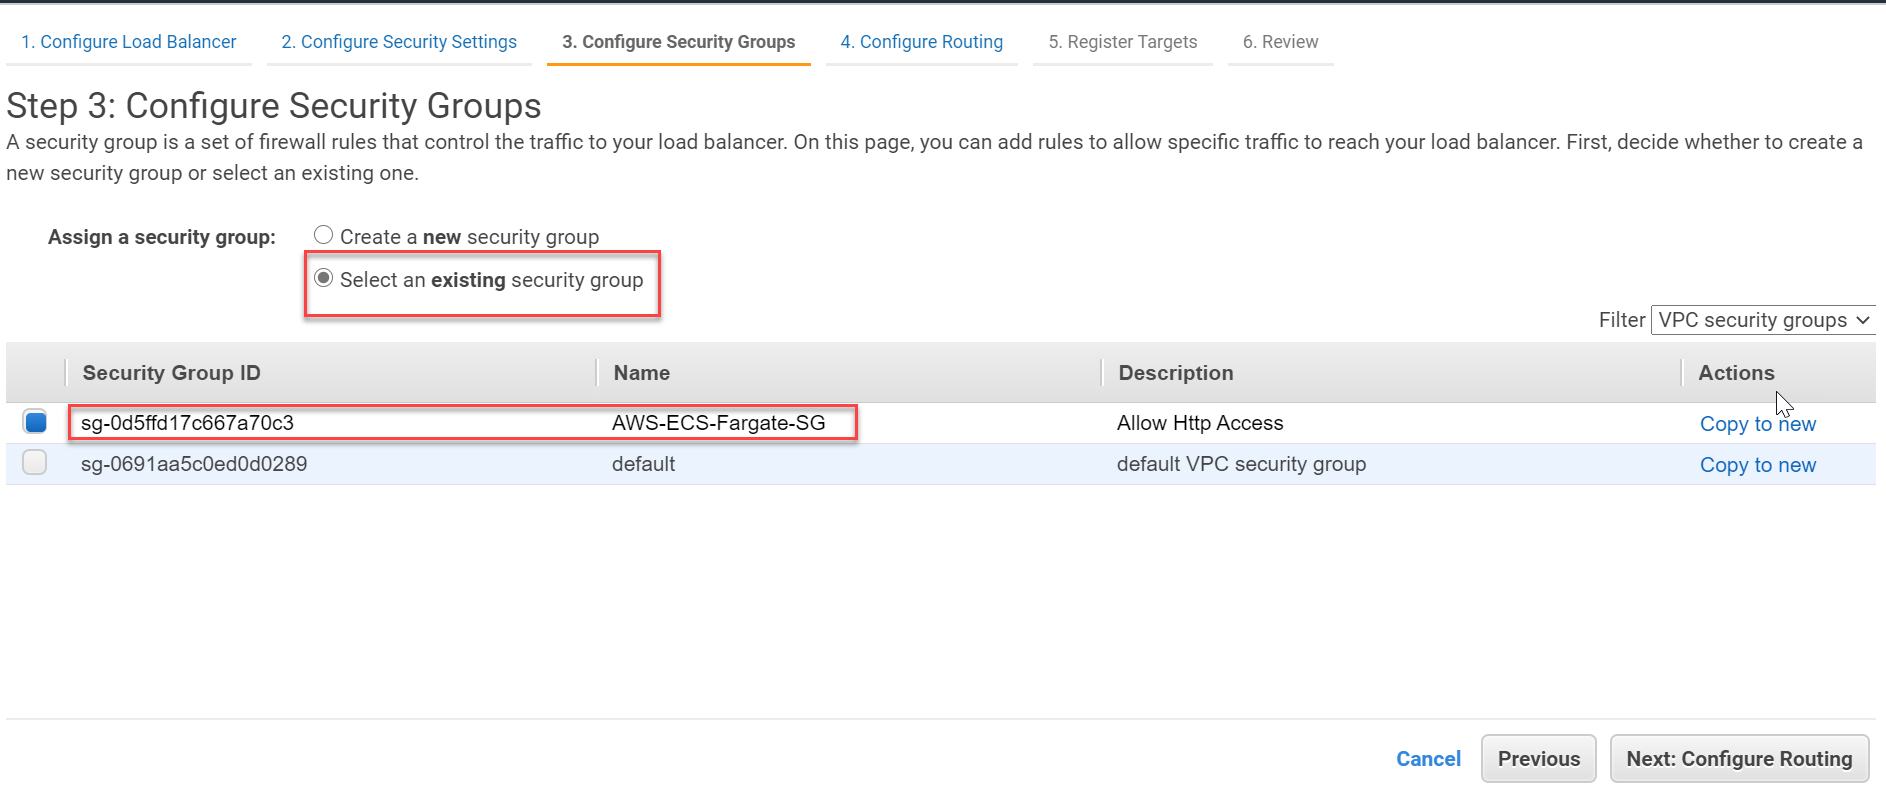 1. Configure Load Balancer 2. Configure Security Settings 3. Configure Security Groups 4. Configure Routing 5. Register Targets 6. Review
Step 3: Configure Security Groups
A security group is a set of firewall rules that control the traffic to your load balancer. On this page, you can add rules to allow specific traffic to reach your load balancer. First, decide whether to create a
new security group or select an existing one.
Assign a security group: Create a new security group
Select an existing security group
Filter VPC security groups
Security Group ID Name Description Actions
sg-0d5ffd17c667a70c3 AWS-ECS-Fargate-SG Allow Http Access Copy to new
sg-0691aa5c0ed0d0289 default default VPC security group Copy to new
Cancel Previous Next: Configure Routing